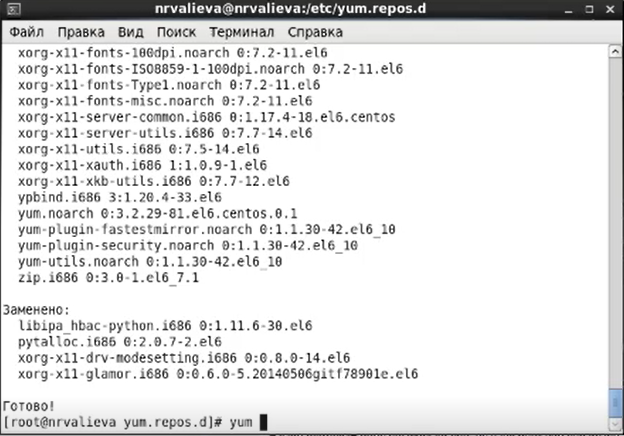 nrvalieva@nrvalieva:/etc/yum.repos.d
Файл Правка Вид Поиск Терминал Справка
xorg-x11-fonts-100dpi.noarch 0:7.2-11.el6
xorg-x11-fonts-ISO8859-1-100dpi.noarch 0:7.2-11.el6
xorg-x11-fonts-Type1.noarch 0:7.2-11.el6
xorg-x11-fonts-misc.noarch 0:7.2-11.el6
xorg-x11-server-common.i686 0:1.17.4-18.el6.centos
xorg-x11-server-utils.i686 0:7.7-14.el6
xorg-x11-utils.i686 0:7.5-14.el6
xorg-x11-xauth.i686 1:1.0.9-1.el6
xorg-x11-xkb-utils.i686 0:7.7-12.el6
ypbind.i686 3:1.20.4-33.el6
yum.noarch 0:3.2.29-81.el6.centos.0.1
yum-plugin-fastestmirror.noarch 0:1.1.30-42.el6_10
yum-plugin-security.noarch 0:1.1.30-42.el6_10
yum-utils.noarch 0:1.1.30-42.el6_10
zip.i686 0:3.0-1.el6_7.1
Заменено:
libipa_hbac-python.i686 0:1.11.6-30.el6
pytalloc.i686 0:2.0.7-2.el6
xorg-x11-drv-modesetting.i686 0:0.8.0-14.el6
xorg-x11-glamor.i686 0:0.6.0-5.20140506gitf78901e.el6
Готово!
[root@nrvalieva yum.repos.d]# yum